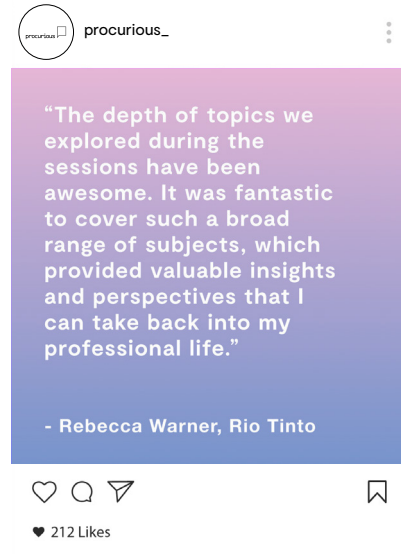 procurious
procurious_
“The depth of topics we
explored during the
sessions have been
awesome. It was fantastic
to cover such a broad
range of subjects, which
provided valuable insights
and perspectives that I
can take back into my
professional life.”
- Rebecca Warner, Rio Tinto
212 Likes